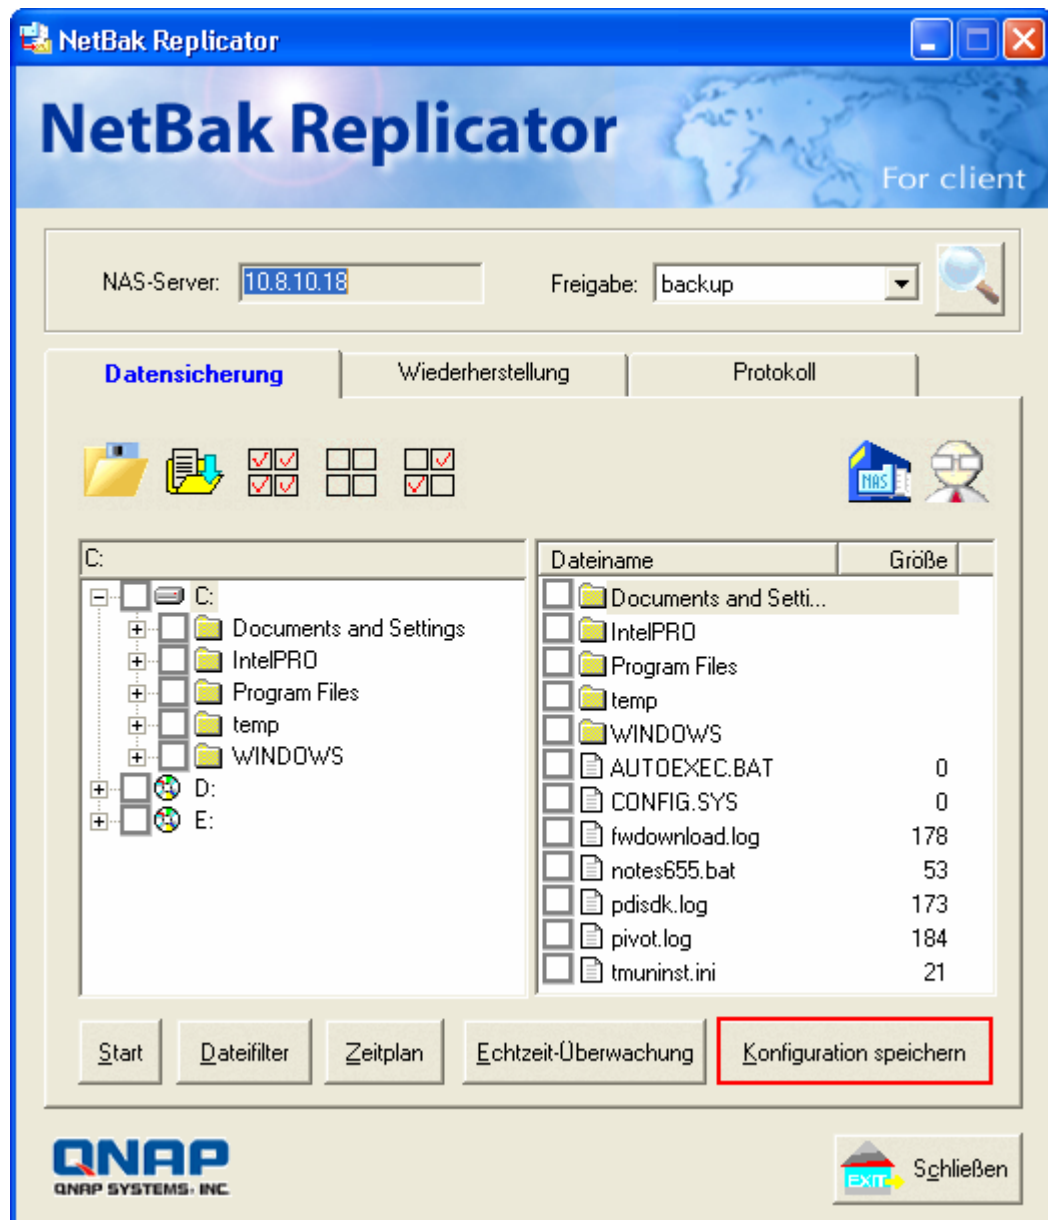 NetBak Replicator
NetBak Replicator
For client
NAS-Server: 10.8.10.18 Freigabe: backup
Datensicherung Wiederherstellung Protokoll
NAS
C:
C:
Documents and Settings
IntelPRO
Program Files
temp
WINDOWS
D:
E:
Dateiname Größe
Documents and Setti...
IntelPRO
Program Files
temp
WINDOWS
AUTOEXEC.BAT 0
CONFIG.SYS 0
fwdownload.log 178
notes655.bat 53
pdisdk.log 173
pivot.log 184
tmuninst.ini 21
Start Dateifilter Zeitplan Echtzeit-Überwachung Konfiguration speichern
QNAP
QNAP SYSTEMS, INC.
EXIT Schließen